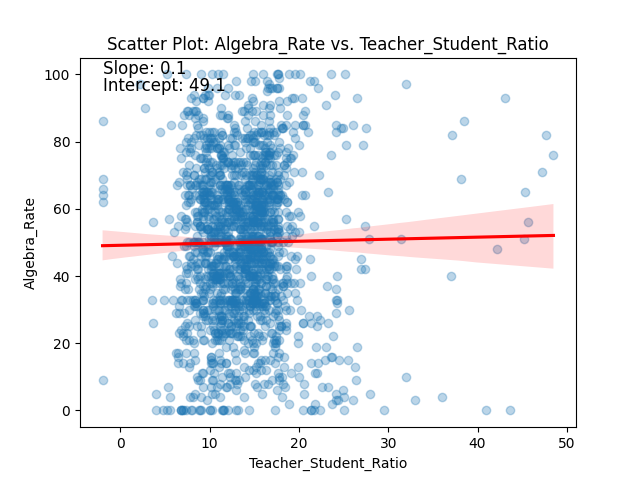 Scatter Plot: Algebra_Rate vs. Teacher_Student_Ratio
Slope: 0.1
Intercept: 49.1
100
80
60
40
20
0
Algebra_Rate
0 10 20 30 40 50
Teacher_Student_Ratio